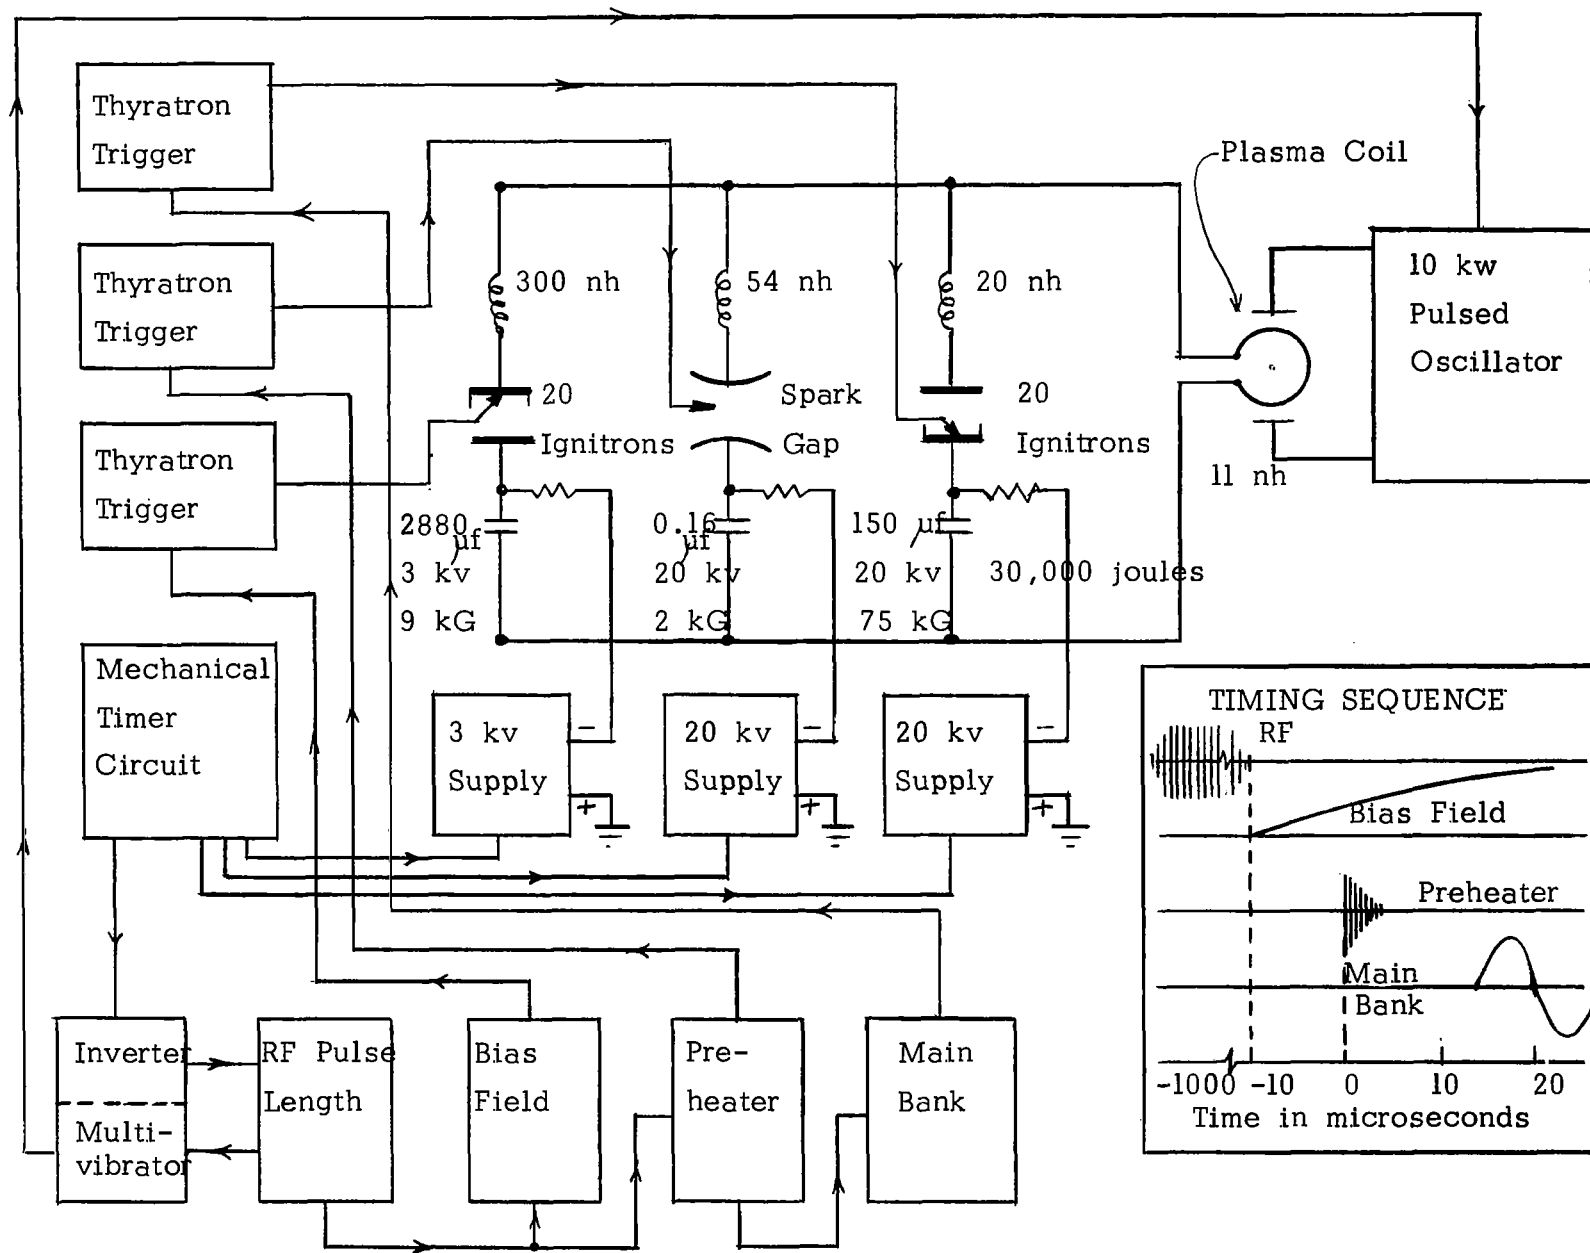 Thyratron
Trigger
Plasma Coil
Thyratron
Trigger
300 nh
54 nh
20 nh
10 kw
Pulsed
Oscillator
20
Ignitrons
Spark
Gap
20
Ignitrons
11 nh
Thyratron
Trigger
2880 μf
3 kv
9 kG
0.16 μf
20 kv
2 kG
150 μf
20 kv
75 kG
30,000 joules
Mechanical
Timer
Circuit
3 kv
Supply
−
+
20 kv
Supply
−
+
20 kv
Supply
−
+
TIMING SEQUENCE
RF
Bias Field
Preheater
Main
Bank
-1000 -10 0 10 20
Time in microseconds
Inverter
Multi-
vibrator
RF Pulse
Length
Bias
Field
Pre-
heater
Main
Bank